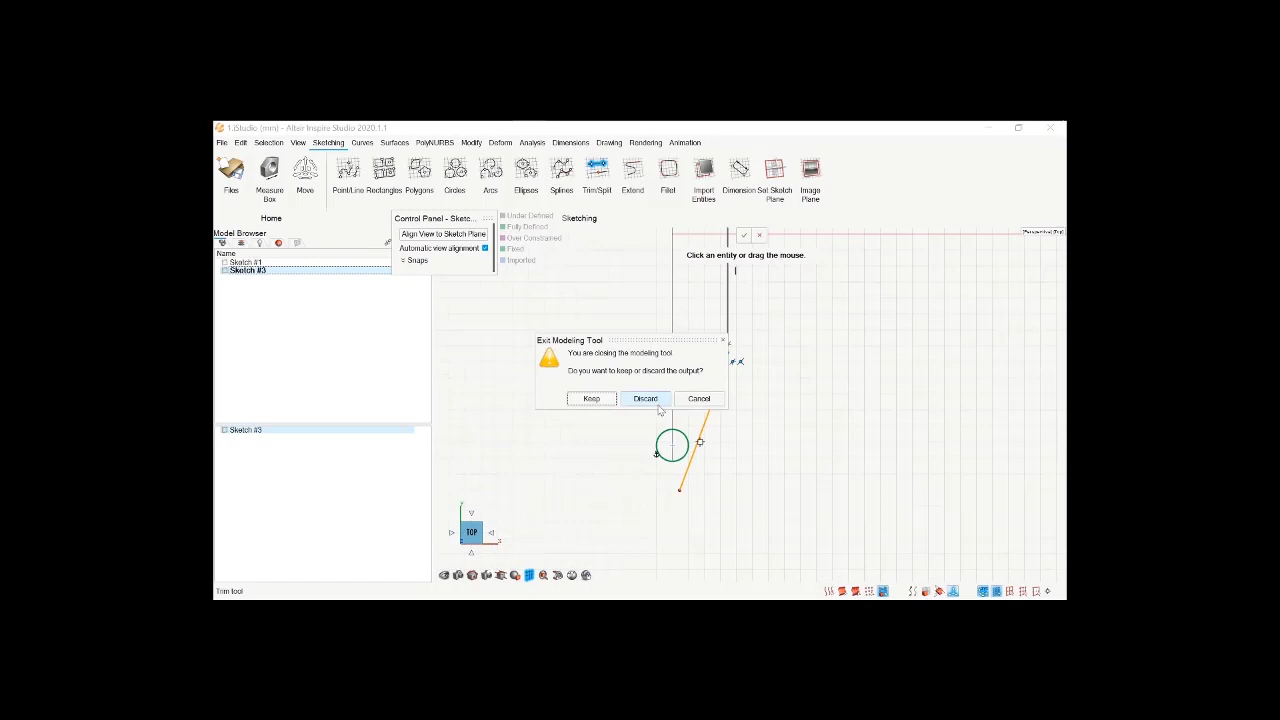 1.iStudio (mm) - Altair Inspire Studio 2020.1.1
File Edit Selection View Sketching Curves Surfaces PolyNURBS Modify Deform Analysis Dimensions Drawing Rendering Animation
Files Measure Box Move Point/Line Rectangles Polygons Circles Arcs Ellipses Splines Trim/Split Extend Fillet Import Entities Dimension Set Sketch Plane Image Plane
Home
Sketching
Model Browser
Name
Sketch #1
Sketch #3
Control Panel - Sketc...
Align View to Sketch Plane
Automatic view alignment
Snaps
Under Defined
Fully Defined
Over Constrained
Fixed
Imported
[Perspective] [Top]
Click an entity or drag the mouse.
Exit Modeling Tool
You are closing the modeling tool.
Do you want to keep or discard the output?
Keep Discard Cancel
Sketch #3
TOP
x
Trim tool